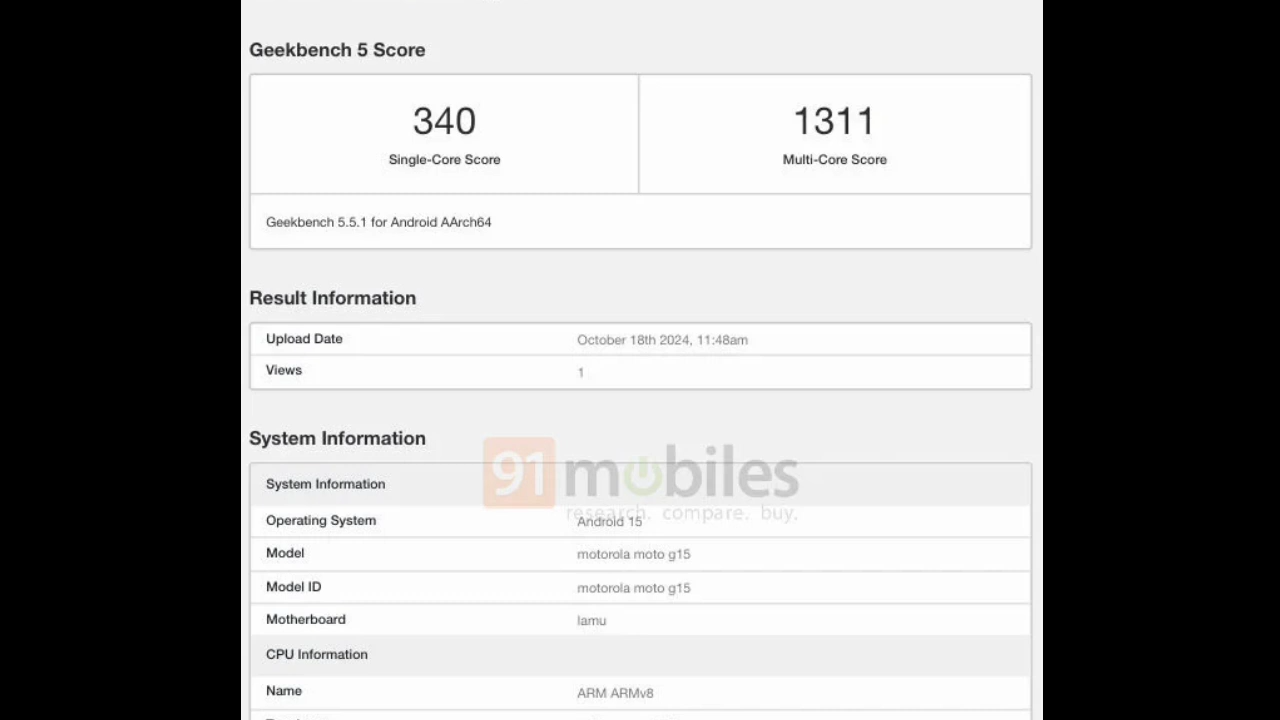 Geekbench 5 Score
340
1311
Single-Core Score
Multi-Core Score
Geekbench 5.5.1 for Android AArch64
Result Information
Upload Date October 18th 2024, 11:48am
Views 1
System Information
91mobiles
research. compare. buy.
System Information
Operating System Android 15
Model motorola moto g15
Model ID motorola moto g15
Motherboard lamu
CPU Information
Name ARM ARMv8